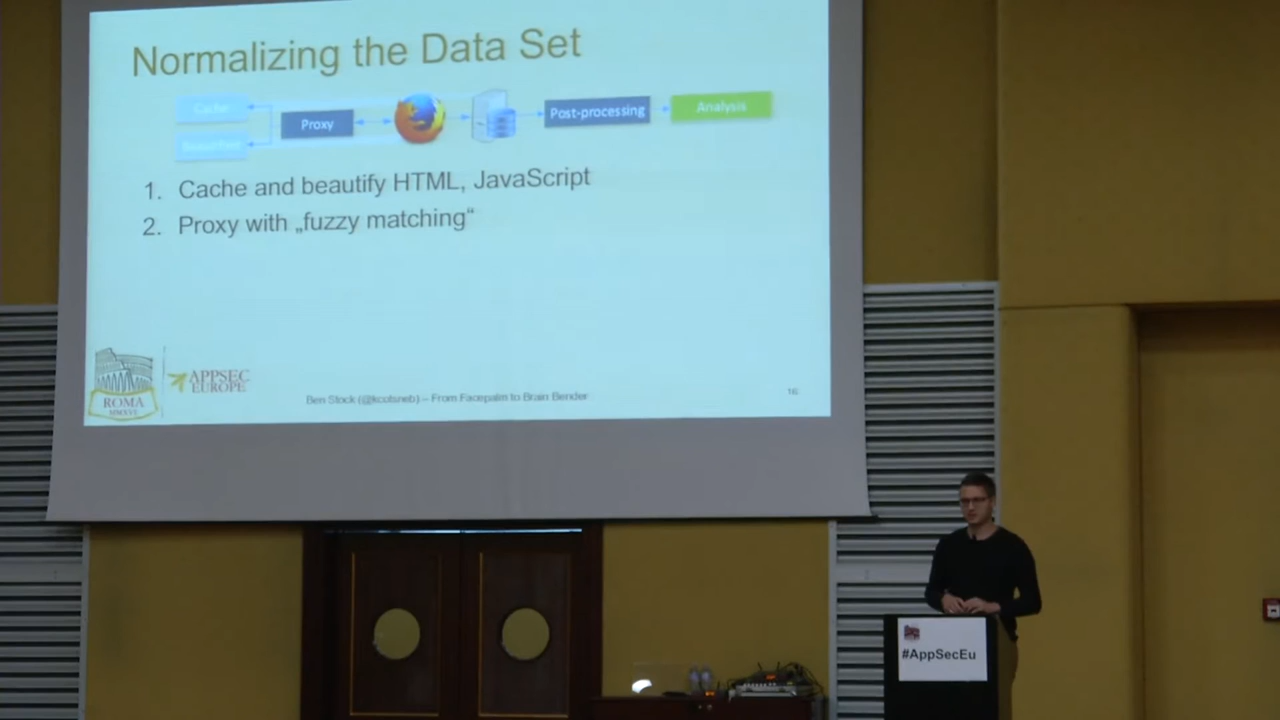 Normalizing the Data Set
Cache
Proxy
Post-processing
Analysis
1. Cache and beautify HTML, JavaScript
2. Proxy with „fuzzy matching“
ROMA
MMXVI
APPSEC
EUROPE
Ben Stock (@kcotsneb) – From Facepalm to Brain Bender
16
#AppSecEu